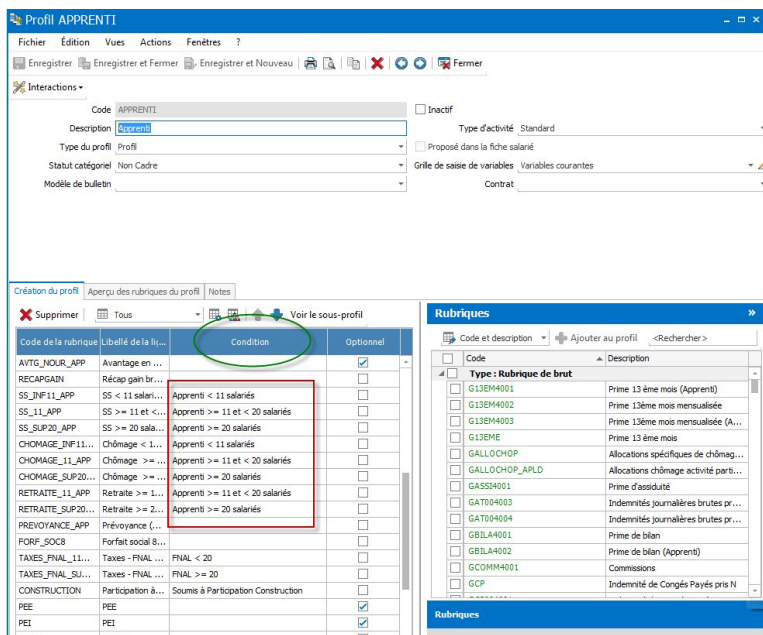 Profil APPRENTI
Fichier Édition Vues Actions Fenêtres ?
Enregistrer Enregistrer et Fermer Enregistrer et Nouveau Fermer
Interactions
Code APPRENTI Inactif
Description Apprenti Type d'activité Standard
Type du profil Profil Proposé dans la fiche salarié
Statut catégoriel Non Cadre Grille de saisie de variables Variables courantes
Modèle de bulletin Contrat
Création du profil Aperçu des rubriques du profil Notes
Supprimer Tous Voir le sous-profil
Code de la rubrique Libellé de la lig... Condition Optionnel
AVTG_NOUR_APP Avantage en ...
RECAPGAIN Récap gain br...
SS_INF11_APP SS < 11 salari... Apprenti < 11 salariés
SS_11_APP SS >= 11 et <... Apprenti >= 11 et < 20 salariés
SS_SUP20_APP SS >= 20 sala... Apprenti >= 20 salariés
CHOMAGE_INF11... Chômage < 1... Apprenti < 11 salariés
CHOMAGE_11_APP Chômage >= ... Apprenti >= 11 et < 20 salariés
CHOMAGE_SUP20... Chômage >= ... Apprenti >= 20 salariés
RETRAITE_11_APP Retraite >= 1... Apprenti >= 11 et < 20 salariés
RETRAITE_SUP20... Retraite >= 2... Apprenti >= 20 salariés
PREVOYANCE_APP Prévoyance (...
FORF_SOC8 Forfait social 8...
TAXES_FNAL_11... Taxes - FNAL ... FNAL < 20
TAXES_FNAL_SU... Taxes - FNAL ... FNAL >= 20
CONSTRUCTION Participation à... Soumis à Participation Construction
PEE PEE
PEI PEI
Rubriques »
Code et description Ajouter au profil <Rechercher>
Code Description
Type : Rubrique de brut
G13EM4001 Prime 13 ème mois (Apprenti)
G13EM4002 Prime 13ème mois mensualisée
G13EM4003 Prime 13ème mois mensualisée (A...
G13EME Prime 13 ème mois
GALLOCHOP Allocations spécifiques de chômag...
GALLOCHOP_APLD Allocations chômage activité parti...
GASSI4001 Prime d'assiduité
GAT004003 Indemnités journalières brutes pr...
GAT004004 Indemnités journalières brutes pr...
GBILA4001 Prime de bilan
GBILA4002 Prime de bilan (Apprenti)
GCOMM4001 Commissions
GCP Indemnité de Congés Payés pris N
Rubriques